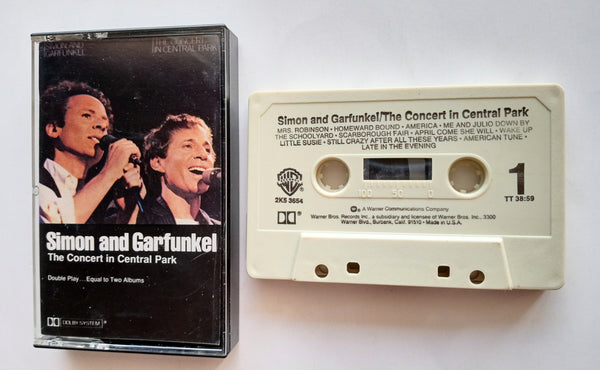 SIMON AND
GARFUNKEL
THE CONCERT
IN CENTRAL PARK
Simon and Garfunkel
The Concert in Central Park
Double Play...Equal to Two Albums
DOLBY SYSTEM®
Simon and Garfunkel/The Concert in Central Park
MRS. ROBINSON • HOMEWARD BOUND • AMERICA • ME AND JULIO DOWN BY
THE SCHOOLYARD • SCARBOROUGH FAIR • APRIL COME SHE WILL • WAKE UP
LITTLE SUSIE • STILL CRAZY AFTER ALL THESE YEARS • AMERICAN TUNE •
LATE IN THE EVENING
2K5 3654
100 50 0
1
TT 38:59
A Warner Communications Company
Warner Bros. Records Inc., a subsidiary and licensee of Warner Bros. Inc., 3300
Warner Blvd., Burbank, Calif. 91510 • Made in U.S.A.